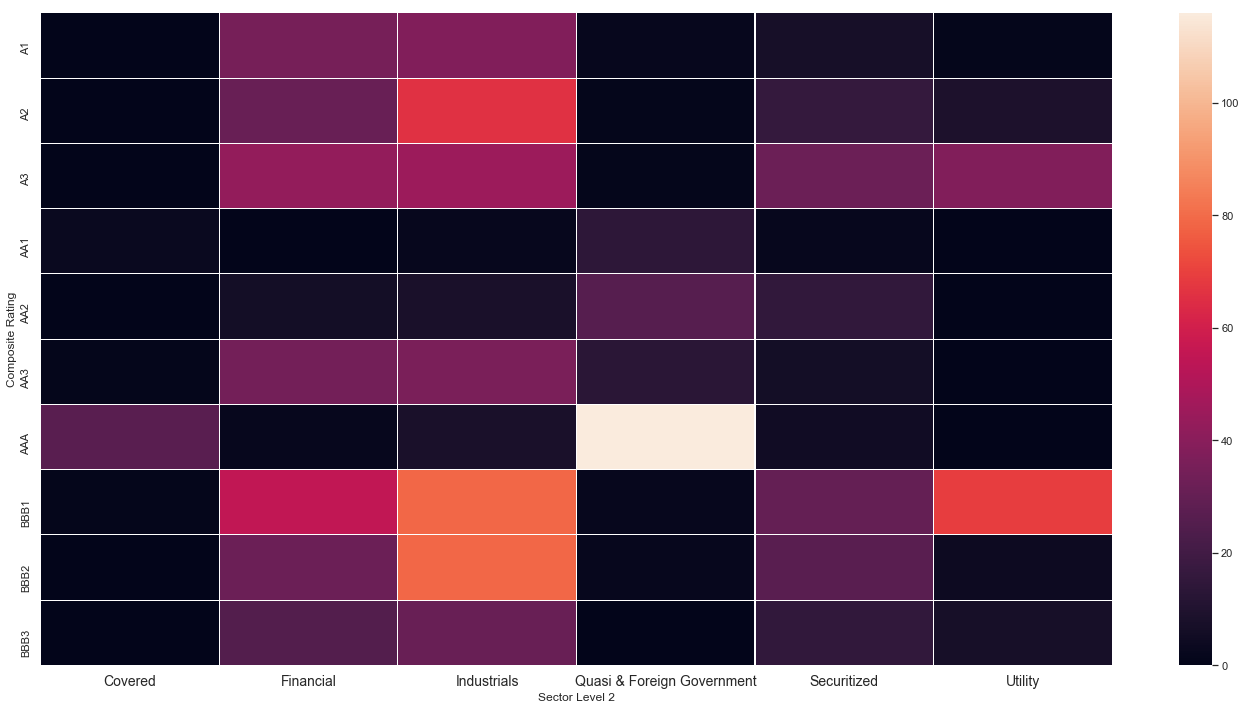 Composite Rating
A1
A2
A3
AA1
AA2
AA3
AAA
BBB1
BBB2
BBB3
Covered Financial Industrials Quasi & Foreign Government Securitized Utility
Sector Level 2
100
80
60
40
20
0